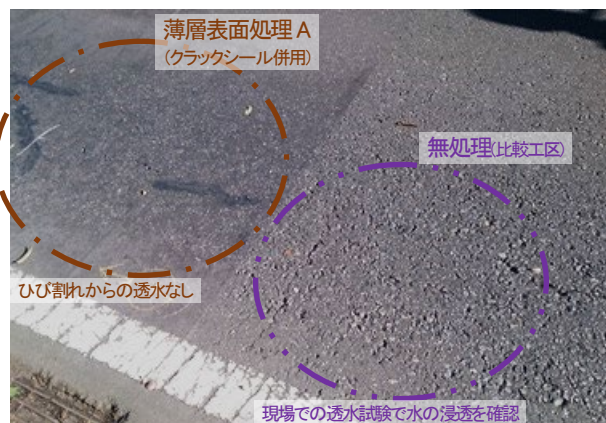 薄層表面処理A
(クラックシール併用)
無処理(比較工区)
ひび割れからの透水なし
現場での透水試験で水の浸透を確認